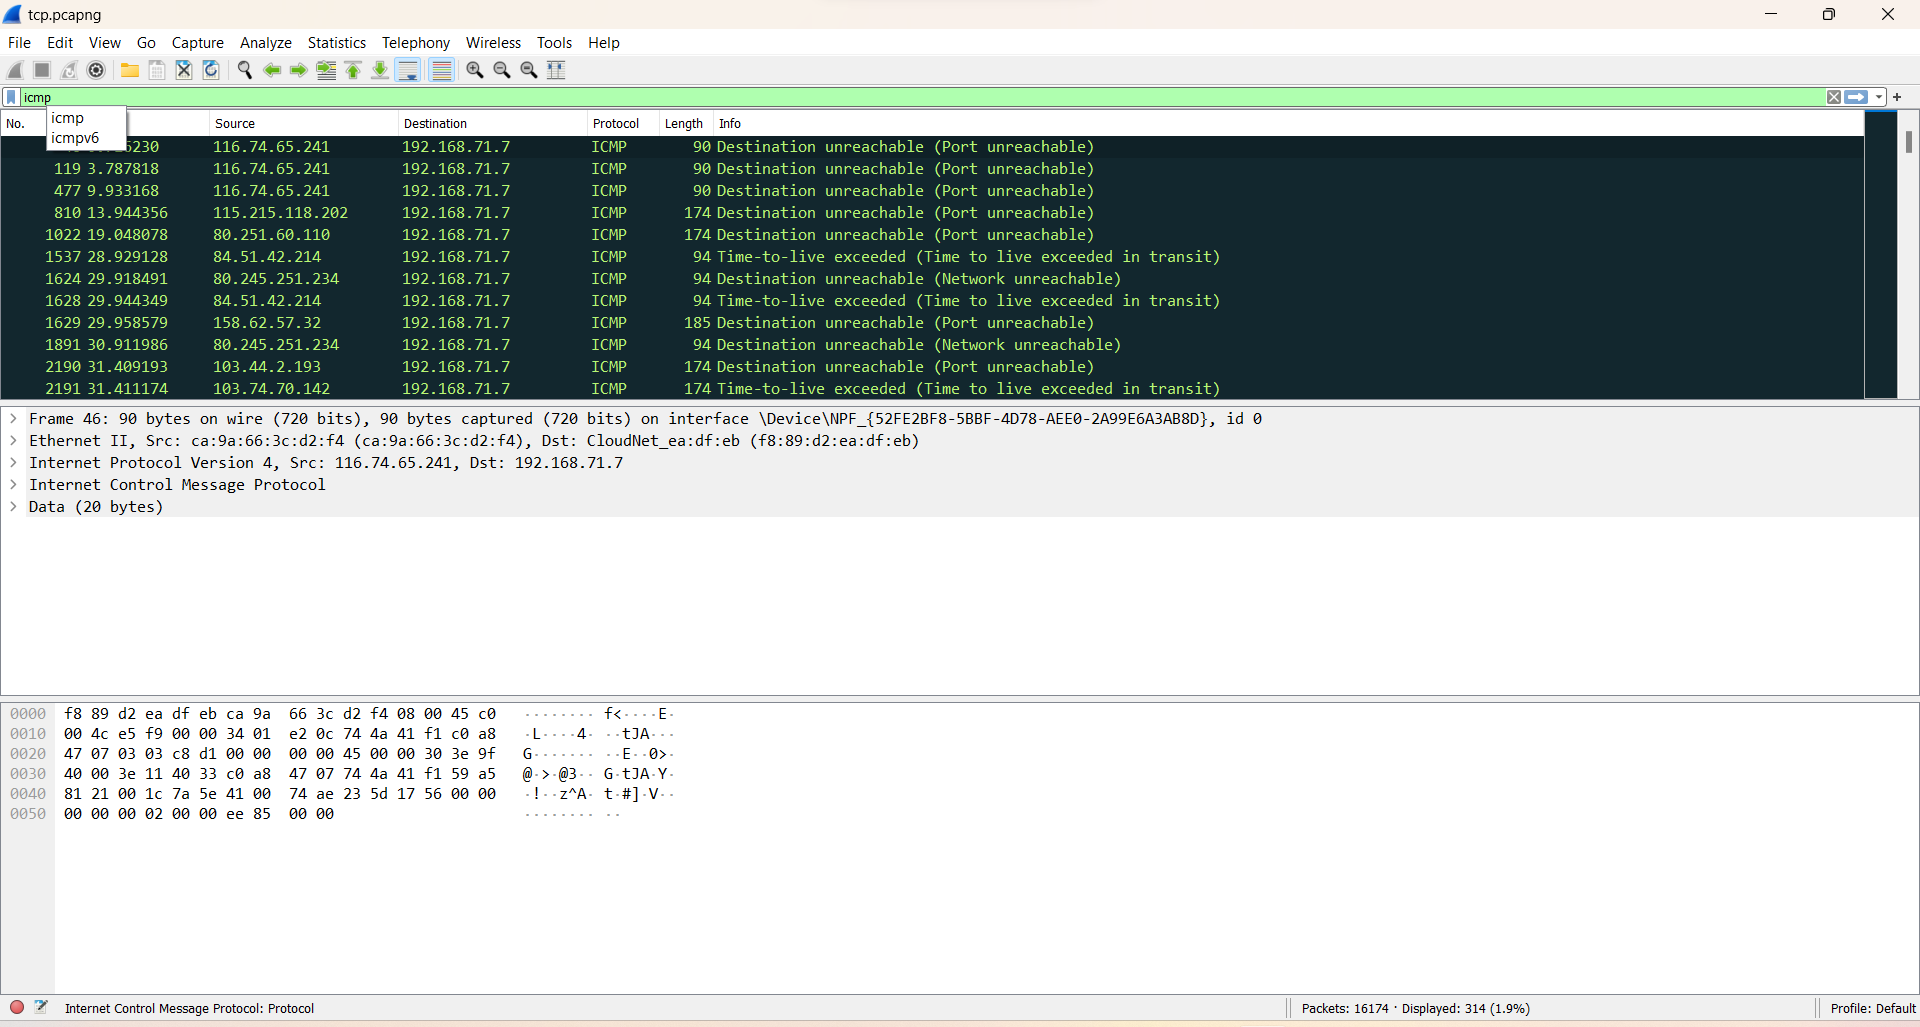 tcp.pcapng
File Edit View Go Capture Analyze Statistics Telephony Wireless Tools Help
icmp
icmp
icmpv6
No. Source Destination Protocol Length Info
6230 116.74.65.241 192.168.71.7 ICMP 90 Destination unreachable (Port unreachable)
119 3.787818 116.74.65.241 192.168.71.7 ICMP 90 Destination unreachable (Port unreachable)
477 9.933168 116.74.65.241 192.168.71.7 ICMP 90 Destination unreachable (Port unreachable)
810 13.944356 115.215.118.202 192.168.71.7 ICMP 174 Destination unreachable (Port unreachable)
1022 19.048078 80.251.60.110 192.168.71.7 ICMP 174 Destination unreachable (Port unreachable)
1537 28.929128 84.51.42.214 192.168.71.7 ICMP 94 Time-to-live exceeded (Time to live exceeded in transit)
1624 29.918491 80.245.251.234 192.168.71.7 ICMP 94 Destination unreachable (Network unreachable)
1628 29.944349 84.51.42.214 192.168.71.7 ICMP 94 Time-to-live exceeded (Time to live exceeded in transit)
1629 29.958579 158.62.57.32 192.168.71.7 ICMP 185 Destination unreachable (Port unreachable)
1891 30.911986 80.245.251.234 192.168.71.7 ICMP 94 Destination unreachable (Network unreachable)
2190 31.409193 103.44.2.193 192.168.71.7 ICMP 174 Destination unreachable (Port unreachable)
2191 31.411174 103.74.70.142 192.168.71.7 ICMP 174 Time-to-live exceeded (Time to live exceeded in transit)
Frame 46: 90 bytes on wire (720 bits), 90 bytes captured (720 bits) on interface \Device\NPF_{52FE2BF8-5BBF-4D78-AEE0-2A99E6A3AB8D}, id 0
Ethernet II, Src: ca:9a:66:3c:d2:f4 (ca:9a:66:3c:d2:f4), Dst: CloudNet_ea:df:eb (f8:89:d2:ea:df:eb)
Internet Protocol Version 4, Src: 116.74.65.241, Dst: 192.168.71.7
Internet Control Message Protocol
Data (20 bytes)
0000 f8 89 d2 ea df eb ca 9a 66 3c d2 f4 08 00 45 c0 ········ f<····E·
0010 00 4c e5 f9 00 00 34 01 e2 0c 74 4a 41 f1 c0 a8 ·L····4· ··tJA···
0020 47 07 03 03 c8 d1 00 00 00 00 45 00 00 30 3e 9f G······· ··E··0>·
0030 40 00 3e 11 40 33 c0 a8 47 07 74 4a 41 f1 59 a5 @·>·@3·· G·tJA·Y·
0040 81 21 00 1c 7a 5e 41 00 74 ae 23 5d 17 56 00 00 ·!··z^A· t·#]·V··
0050 00 00 00 02 00 00 ee 85 00 00 ········ ··
Internet Control Message Protocol: Protocol
Packets: 16174 · Displayed: 314 (1.9%)
Profile: Default